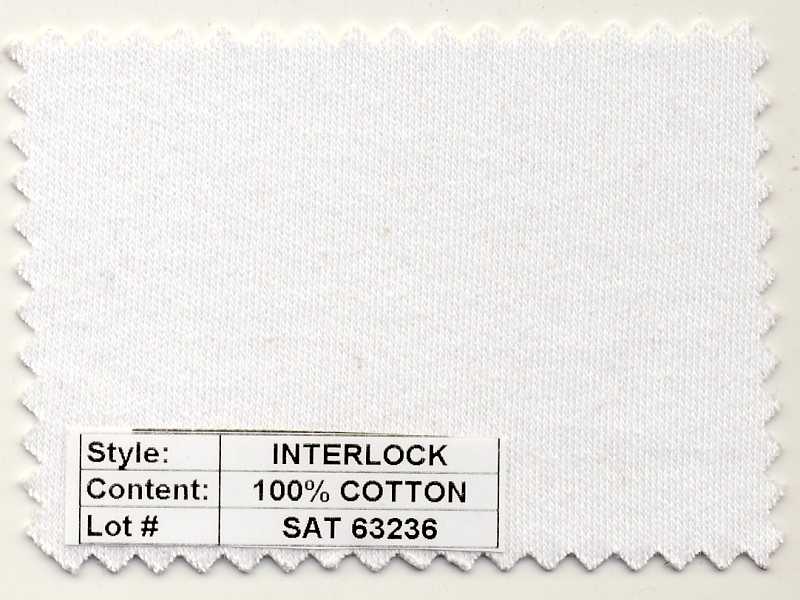 Style: INTERLOCK
Content: 100% COTTON
Lot # SAT 63236